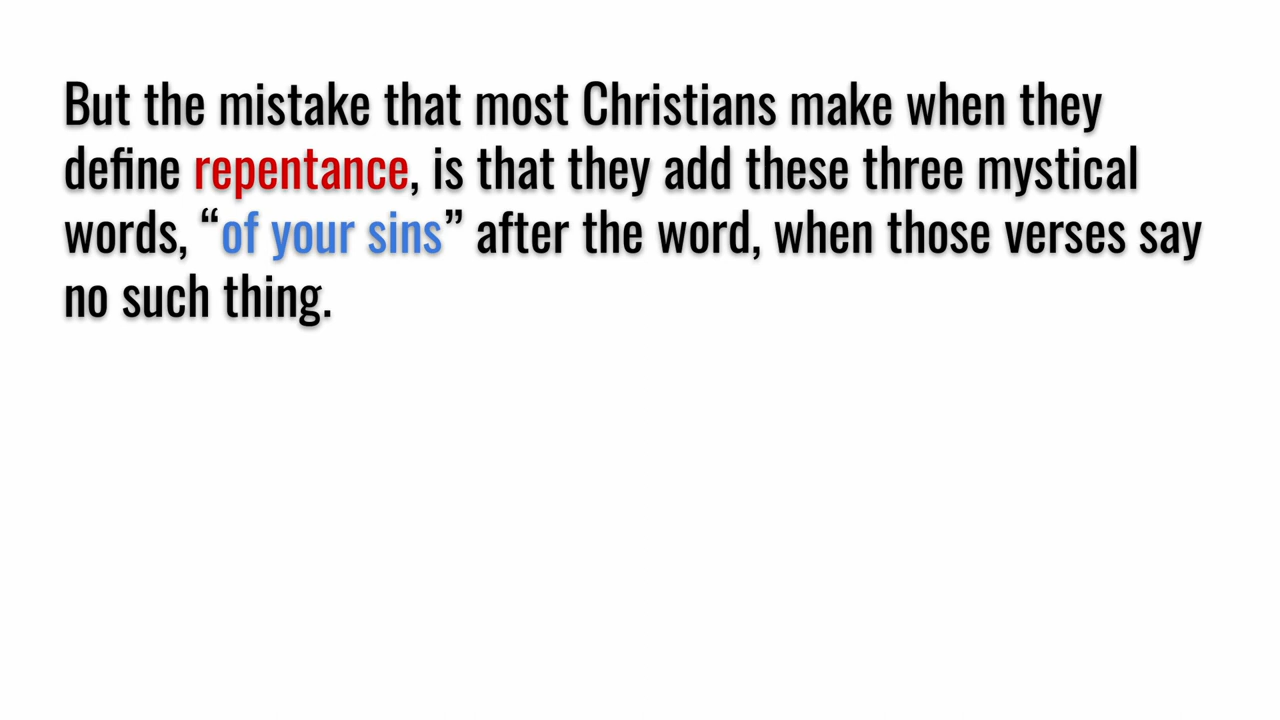 But the mistake that most Christians make when they
define repentance, is that they add these three mystical
words, “of your sins” after the word, when those verses say
no such thing.